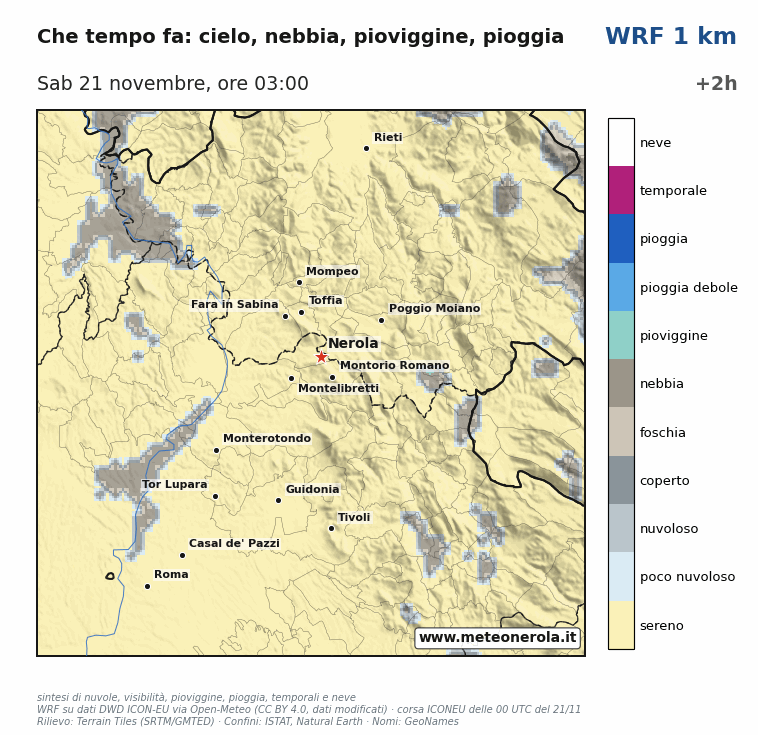 Che tempo fa: cielo, nebbia, pioviggine, pioggia
WRF 1 km
Sab 21 novembre, ore 03:00
+2h
Rieti
Mompeo
Toffia
Fara in Sabina
Poggio Moiano
Nerola
Montorio Romano
Montelibretti
Monterotondo
Tor Lupara
Guidonia
Tivoli
Casal de' Pazzi
Roma
www.meteonerola.it
neve
temporale
pioggia
pioggia debole
pioviggine
nebbia
foschia
coperto
nuvoloso
poco nuvoloso
sereno
sintesi di nuvole, visibilità, pioviggine, pioggia, temporali e neve
WRF su dati DWD ICON-EU via Open-Meteo (CC BY 4.0, dati modificati) · corsa ICONEU delle 00 UTC del 21/11
Rilievo: Terrain Tiles (SRTM/GMTED) · Confini: ISTAT, Natural Earth · Nomi: GeoNames